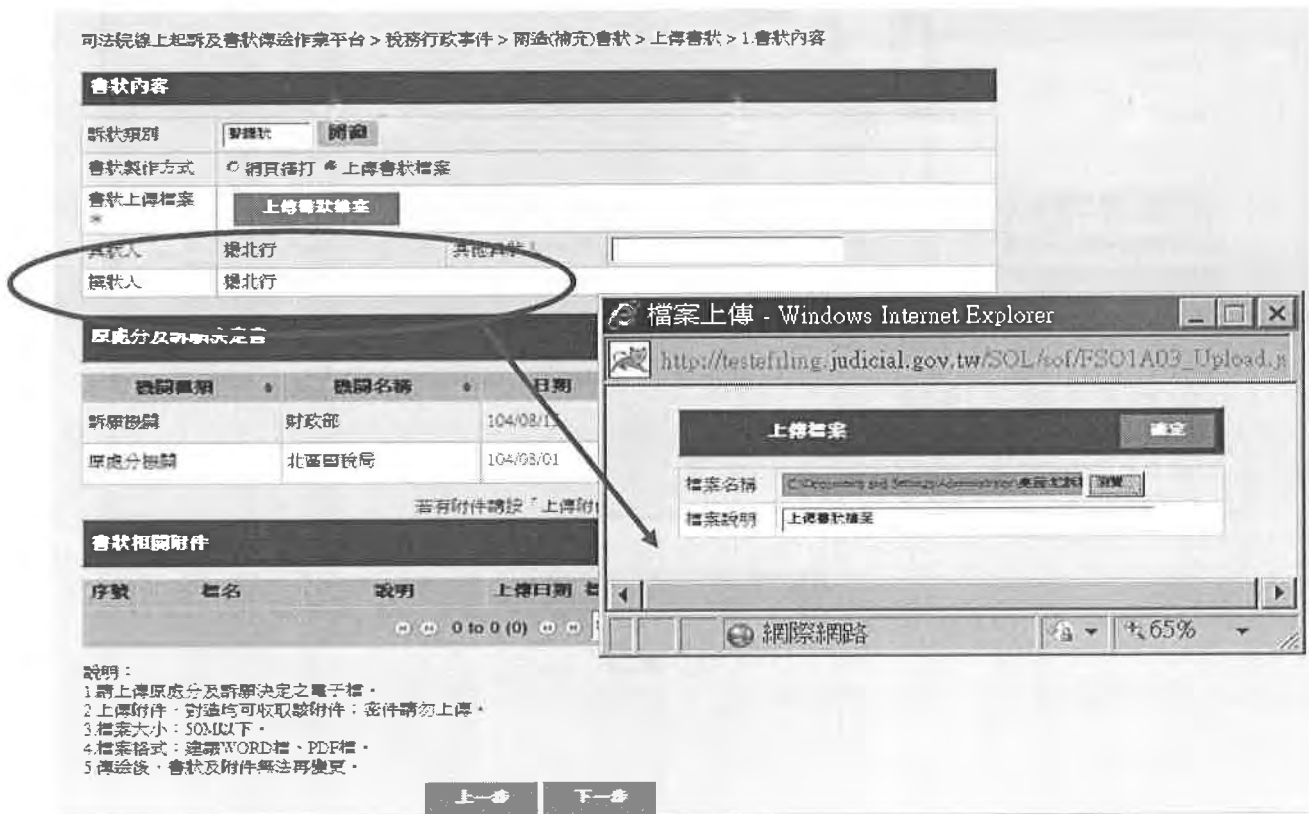 司法院線上起訴及書狀傳送作業平台 > 稅務行政事件 > 兩造(補充)書狀 > 上傳書狀 > 1.書狀內容
書狀內容
訴狀類別
書狀製作方式 網頁繕打 上傳書狀檔案
書狀上傳檔案
* 上傳書狀檔案
具狀人 楊北行 其他具狀人
撰狀人 楊北行
原處分及訴願決定書
機關種類 機關名稱 日期
訴願機關 財政部 104/08/1
原處分機關 北區國稅局 104/08/01
若有附件請按「上傳附
書狀相關附件
序號 檔名 說明 上傳日期
0 to 0 (0)
說明：
1.請上傳原處分及訴願決定之電子檔。
2.上傳附件，對造均可收取該附件；密件請勿上傳。
3.檔案大小：50M以下。
4.檔案格式：建議WORD檔、PDF檔。
5.傳送後，書狀及附件無法再變更。
上一步 下一步
檔案上傳 - Windows Internet Explorer
http://testefiling.judicial.gov.tw/SOL/sof/FSO1A03_Upload.js
上傳檔案 確定
檔案名稱 瀏覽...
檔案說明 上傳書狀檔案
網際網路 65%